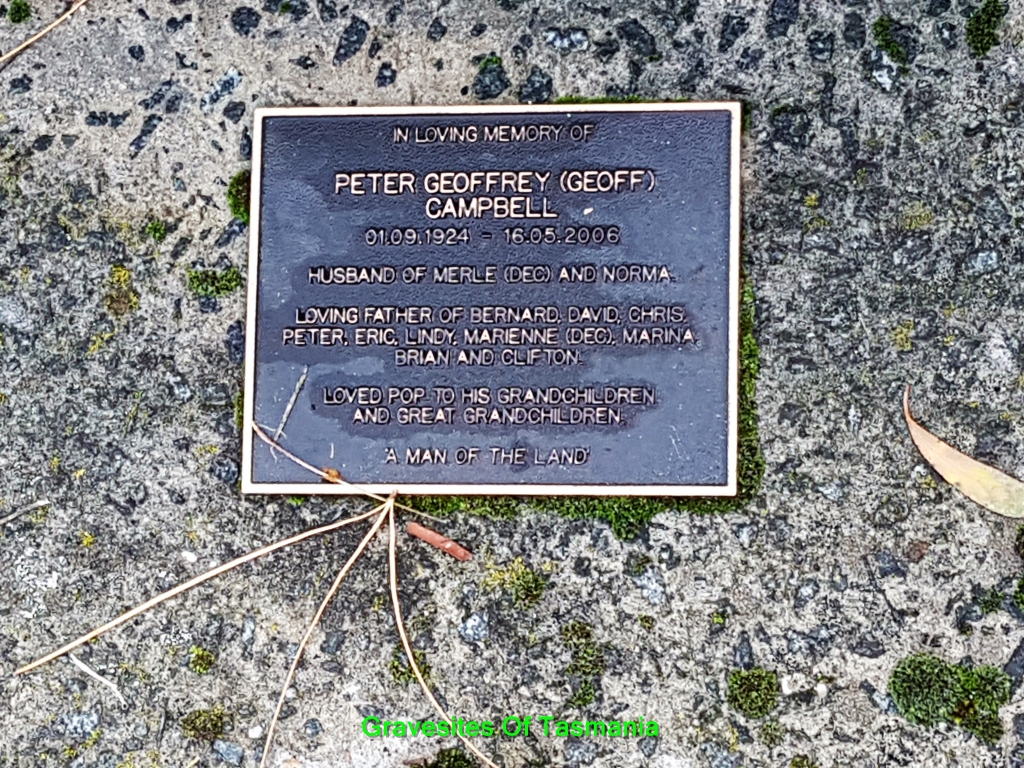 IN LOVING MEMORY OF
PETER GEOFFREY (GEOFF)
CAMPBELL
01.09.1924 - 16.05.2006
HUSBAND OF MERLE (DEC) AND NORMA.
LOVING FATHER OF BERNARD, DAVID, CHRIS,
PETER, ERIC, LINDY, MARIENNE (DEC), MARINA,
BRIAN AND CLIFTON.
LOVED POP TO HIS GRANDCHILDREN
AND GREAT GRANDCHILDREN.
'A MAN OF THE LAND'
Gravesites Of Tasmania